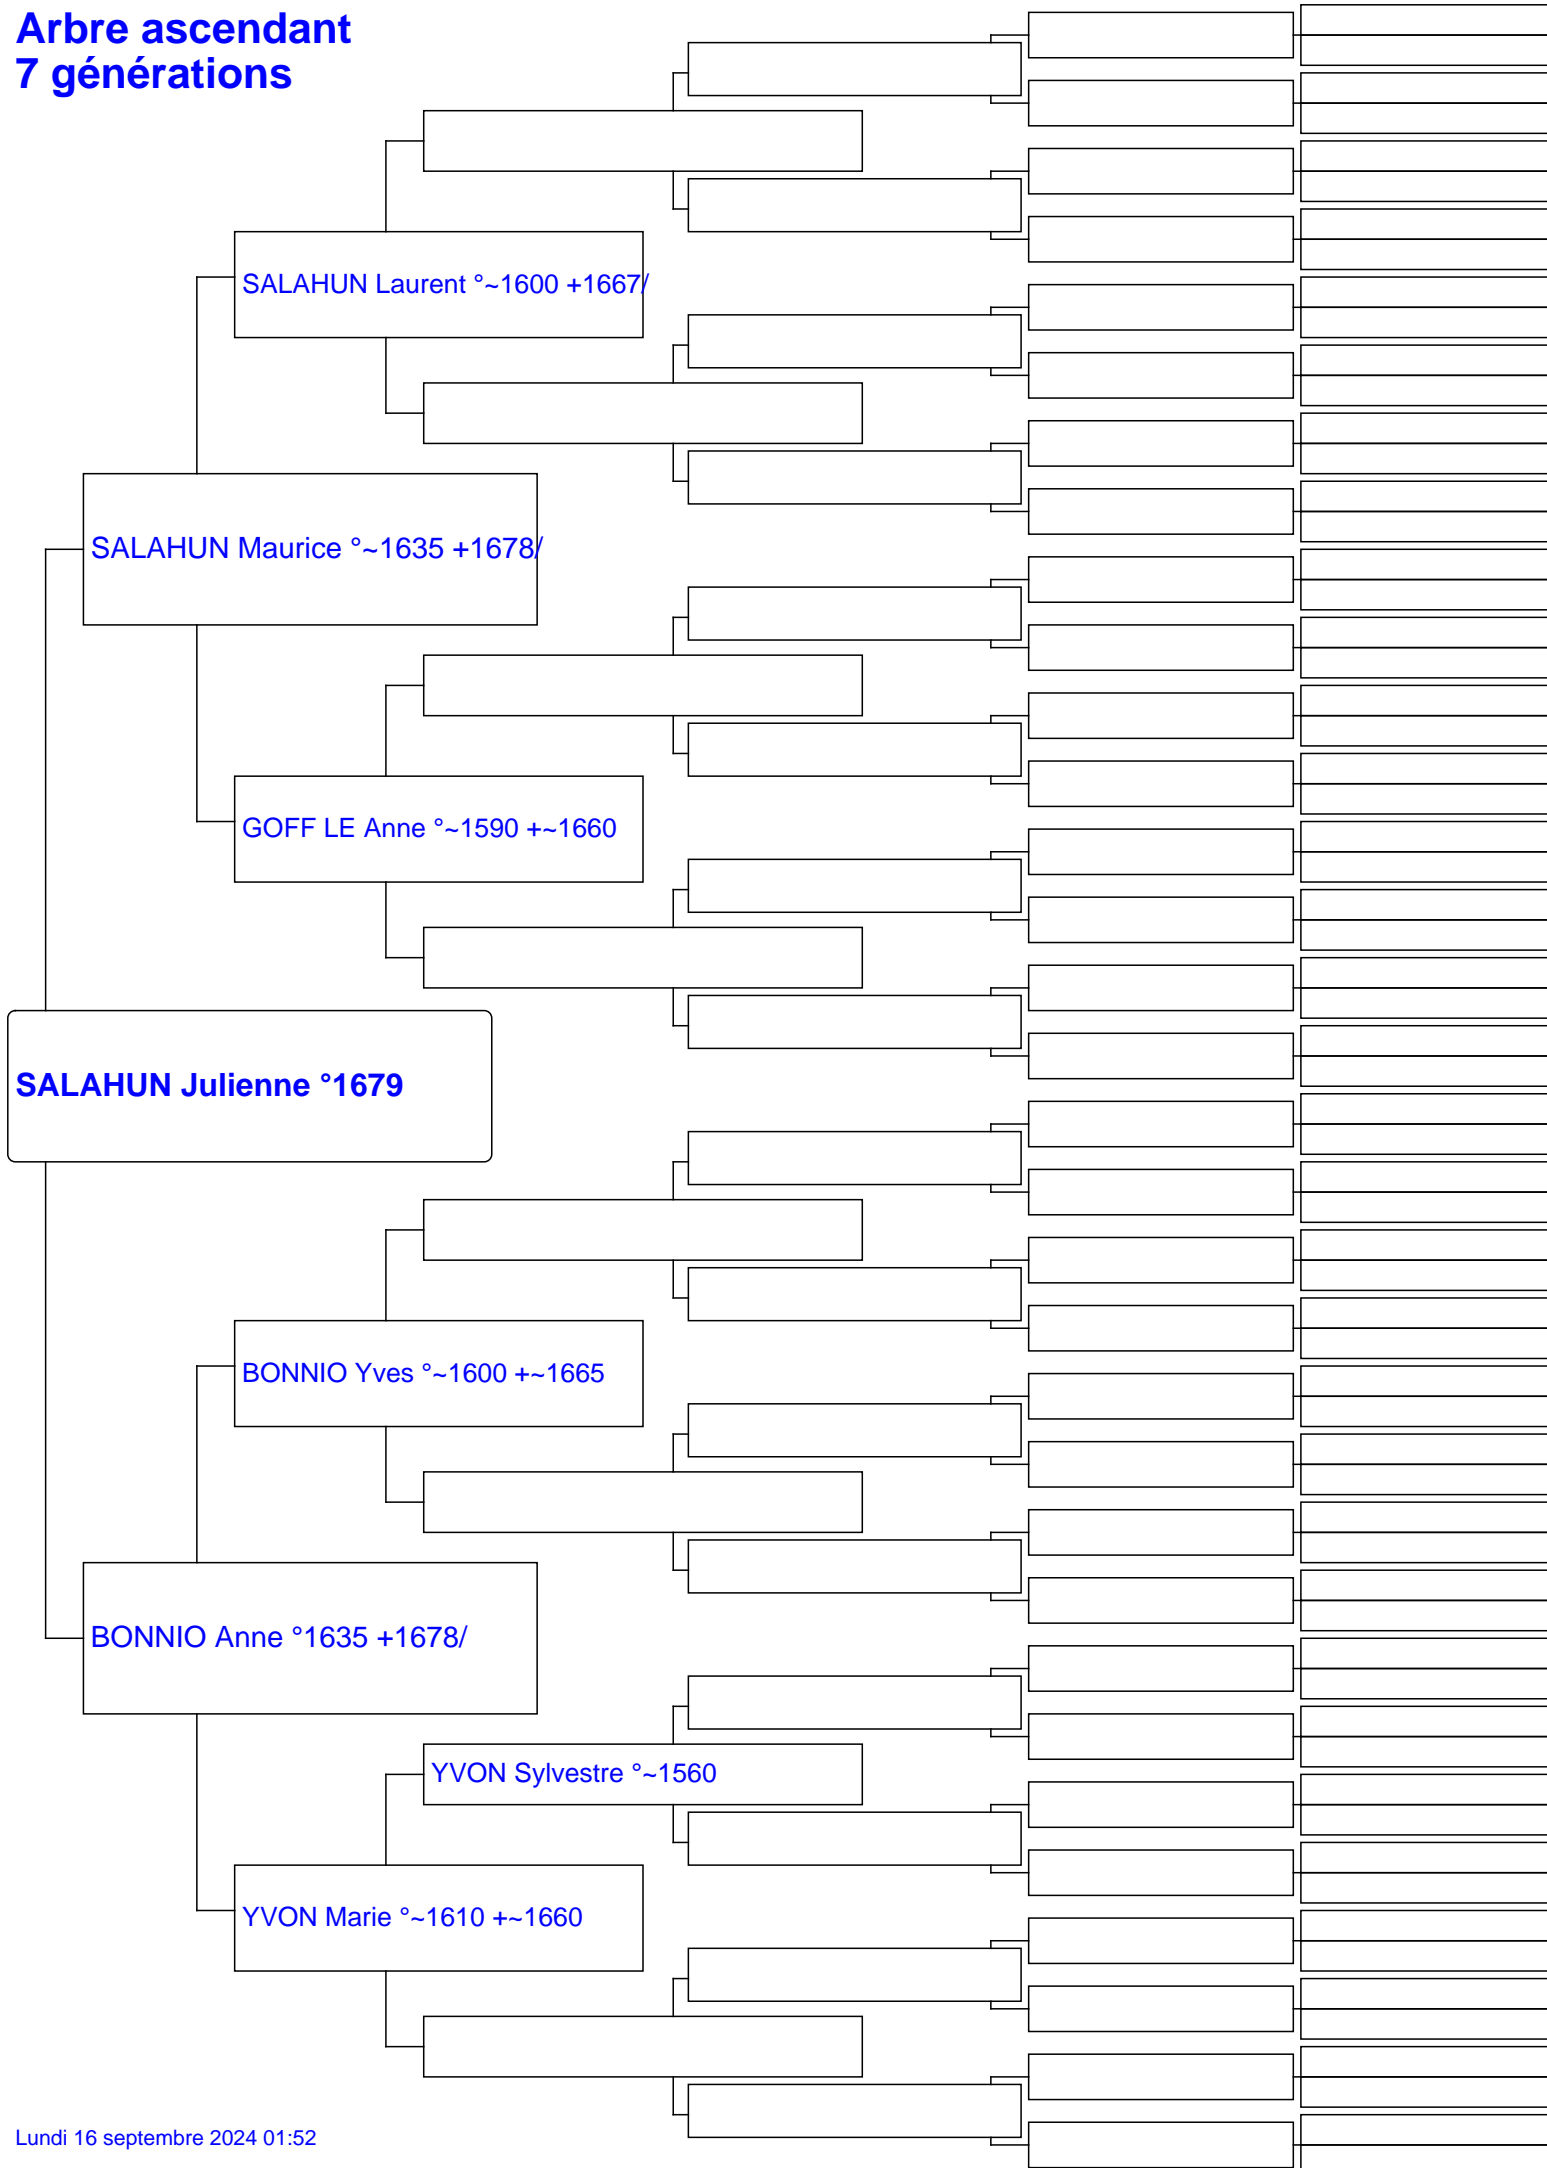 Arbre ascendant
7 générations
SALAHUN Laurent °~1600 +1667/
SALAHUN Maurice °~1635 +1678/
GOFF LE Anne °~1590 +~1660
SALAHUN Julienne °1679
BONNIO Yves °~1600 +~1665
BONNIO Anne °1635 +1678/
YVON Sylvestre °~1560
YVON Marie °~1610 +~1660
Lundi 16 septembre 2024 01:52